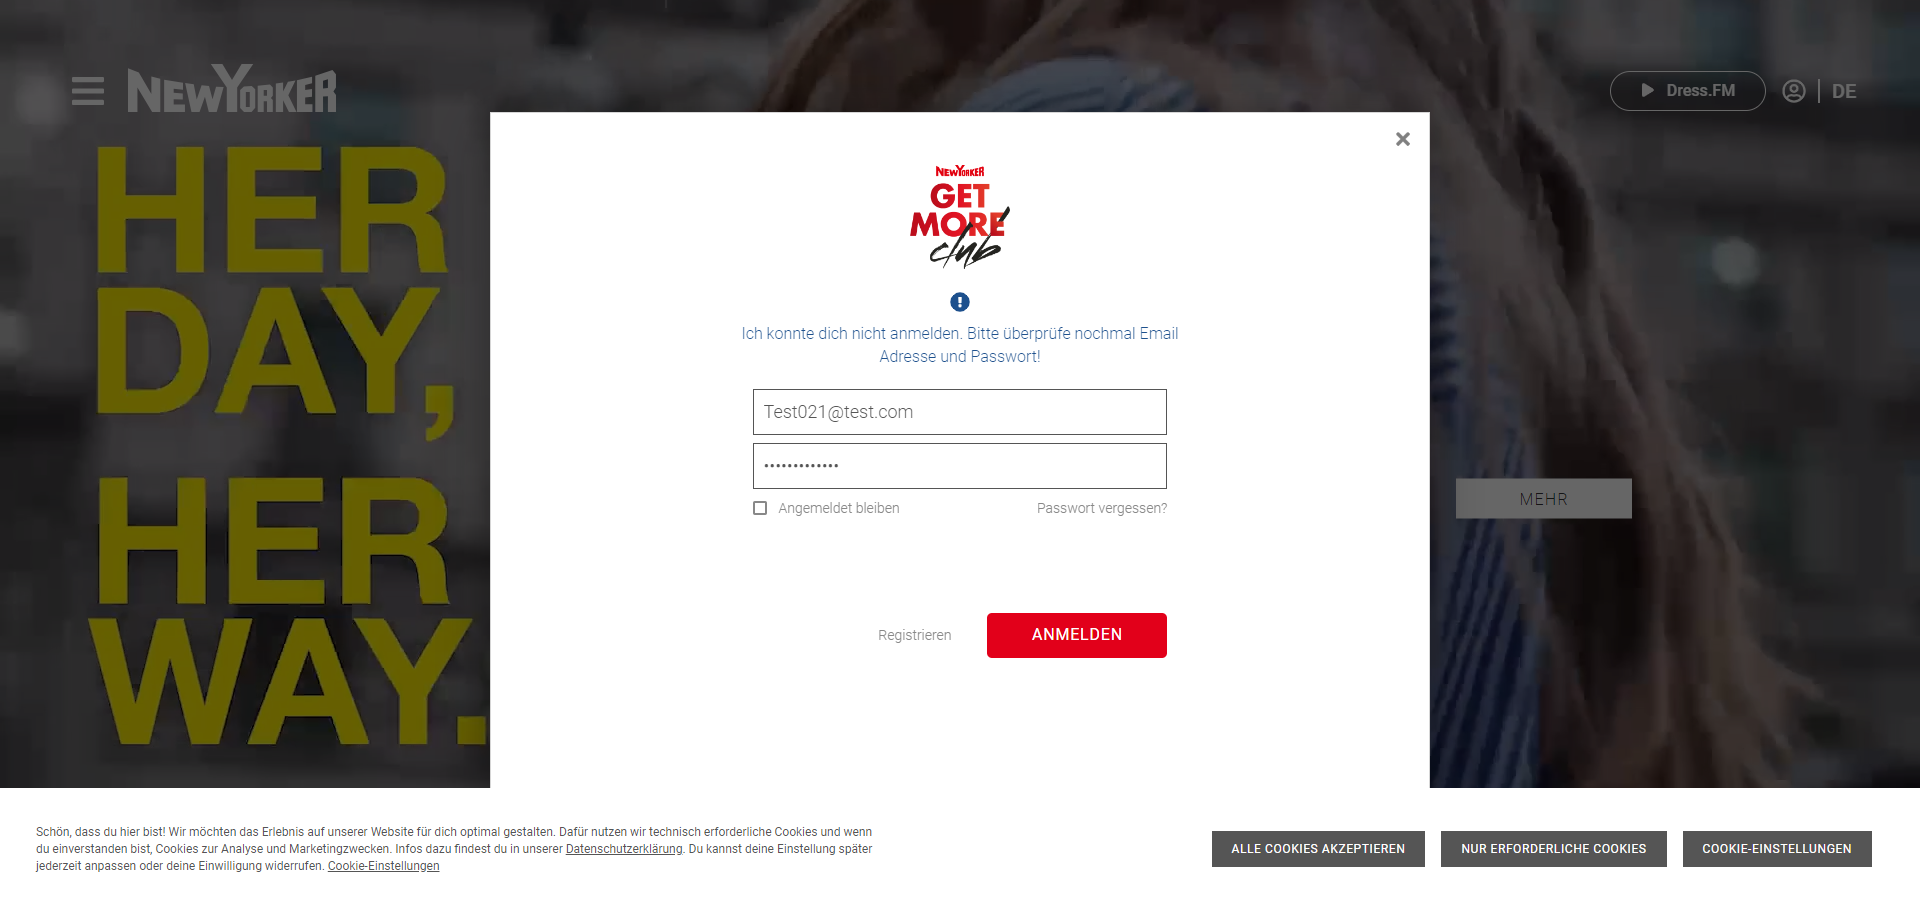 NEWYORKER
Dress.FM
DE
HER
DAY,
HER
WAY.
MEHR
NEWYORKER
GET
MORE
club
Ich konnte dich nicht anmelden. Bitte überprüfe nochmal Email
Adresse und Passwort!
Test021@test.com
•••••••••••••
Angemeldet bleiben
Passwort vergessen?
Registrieren
ANMELDEN
Schön, dass du hier bist! Wir möchten das Erlebnis auf unserer Website für dich optimal gestalten. Dafür nutzen wir technisch erforderliche Cookies und wenn
du einverstanden bist, Cookies zur Analyse und Marketingzwecken. Infos dazu findest du in unserer Datenschutzerklärung. Du kannst deine Einstellung später
jederzeit anpassen oder deine Einwilligung widerrufen. Cookie-Einstellungen
ALLE COOKIES AKZEPTIEREN
NUR ERFORDERLICHE COOKIES
COOKIE-EINSTELLUNGEN